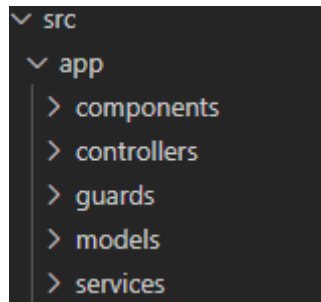 src
app
components
controllers
guards
models
services